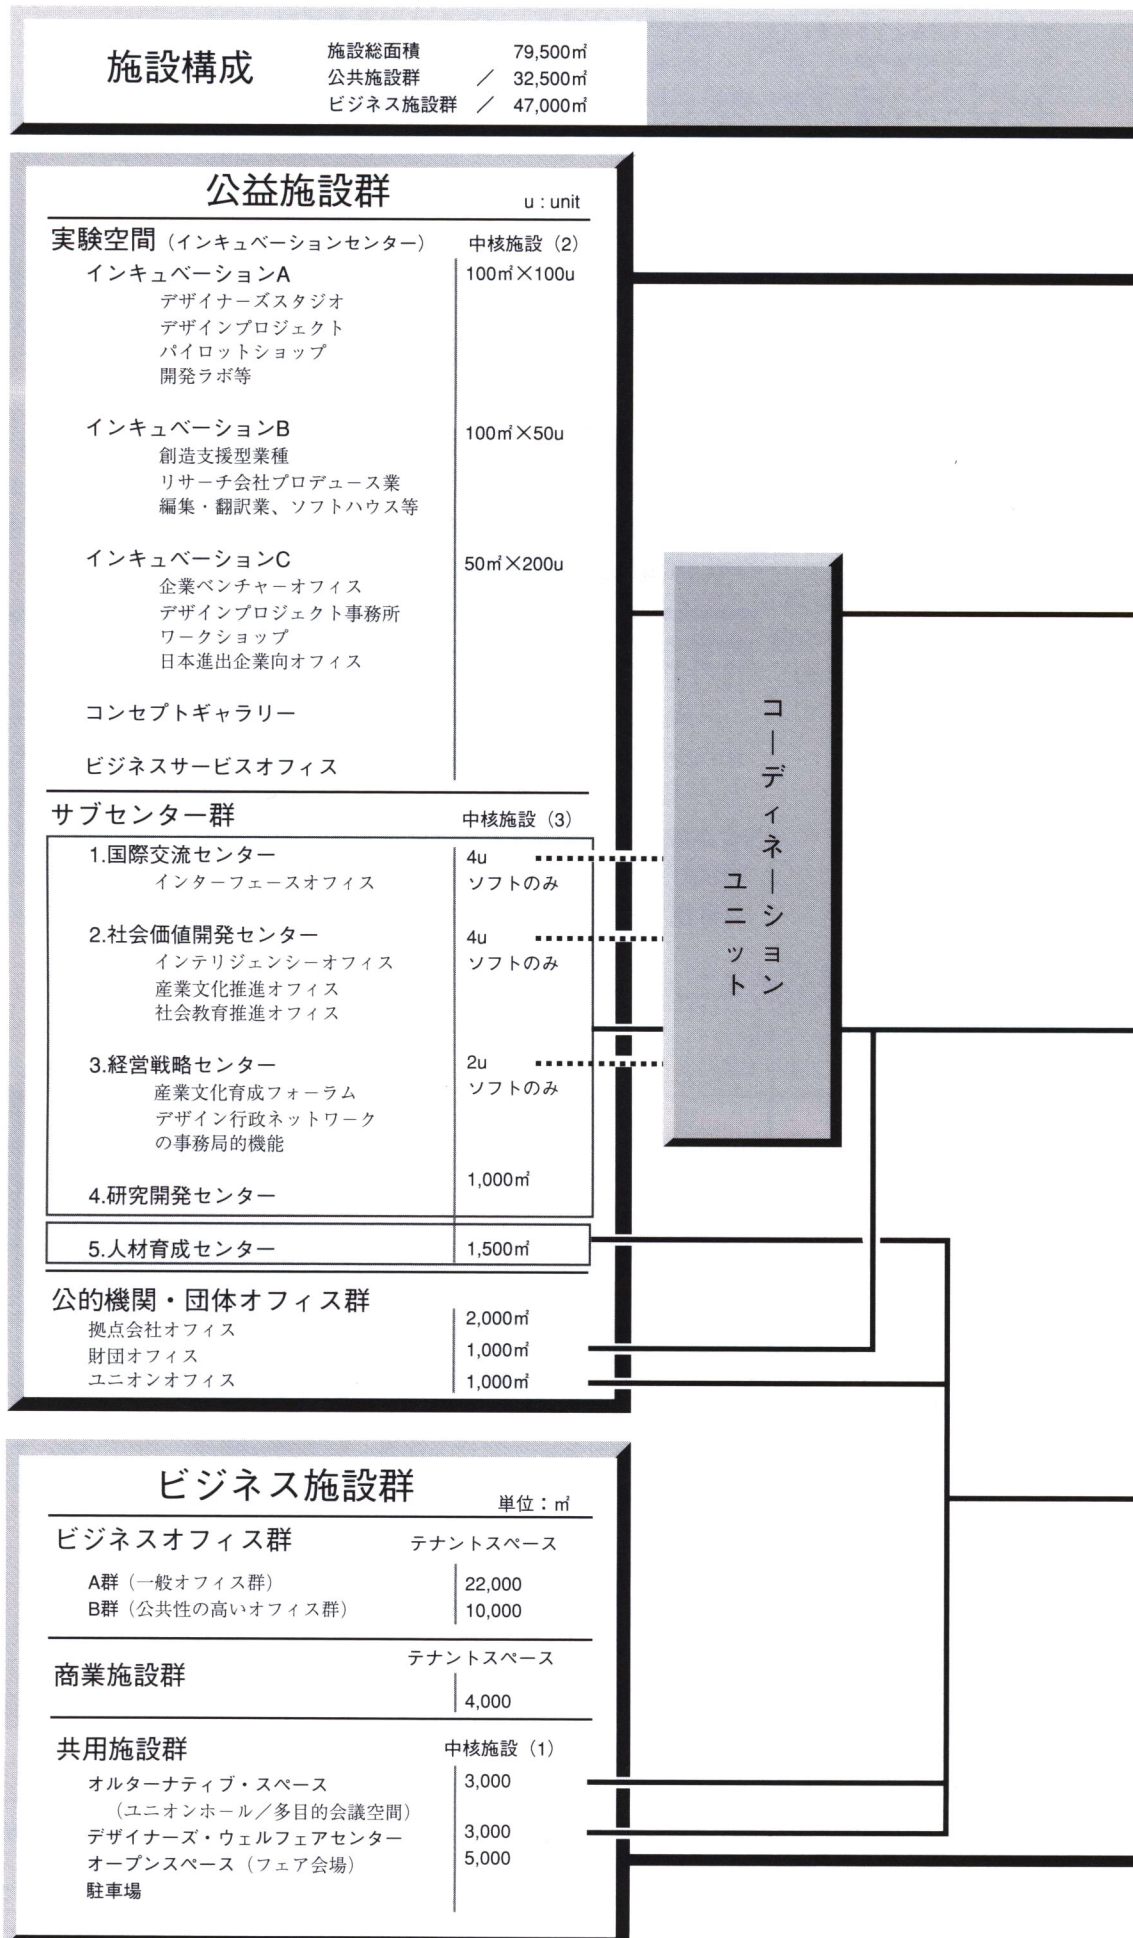 施設構成
施設総面積 79,500㎡
公共施設群 ／ 32,500㎡
ビジネス施設群 ／ 47,000㎡
公益施設群 u : unit
実験空間（インキュベーションセンター） 中核施設（2）
インキュベーションA 100㎡×100u
デザイナーズスタジオ
デザインプロジェクト
パイロットショップ
開発ラボ等
インキュベーションB 100㎡×50u
創造支援型業種
リサーチ会社プロデュース業
編集・翻訳業、ソフトハウス等
インキュベーションC 50㎡×200u
企業ベンチャーオフィス
デザインプロジェクト事務所
ワークショップ
日本進出企業向オフィス
コンセプトギャラリー
ビジネスサービスオフィス
サブセンター群 中核施設（3）
1.国際交流センター 4u
インターフェースオフィス ソフトのみ
2.社会価値開発センター 4u
インテリジェンシーオフィス ソフトのみ
産業文化推進オフィス
社会教育推進オフィス
3.経営戦略センター 2u
産業文化育成フォーラム ソフトのみ
デザイン行政ネットワーク
の事務局的機能
4.研究開発センター 1,000㎡
5.人材育成センター 1,500㎡
公的機関・団体オフィス群
拠点会社オフィス 2,000㎡
財団オフィス 1,000㎡
ユニオンオフィス 1,000㎡
コーディネーション
ユニット
ビジネス施設群 単位：㎡
ビジネスオフィス群 テナントスペース
A群（一般オフィス群） 22,000
B群（公共性の高いオフィス群） 10,000
商業施設群 テナントスペース
4,000
共用施設群 中核施設（1）
オルターナティブ・スペース 3,000
（ユニオンホール／多目的会議空間）
デザイナーズ・ウェルフェアセンター 3,000
オープンスペース（フェア会場） 5,000
駐車場